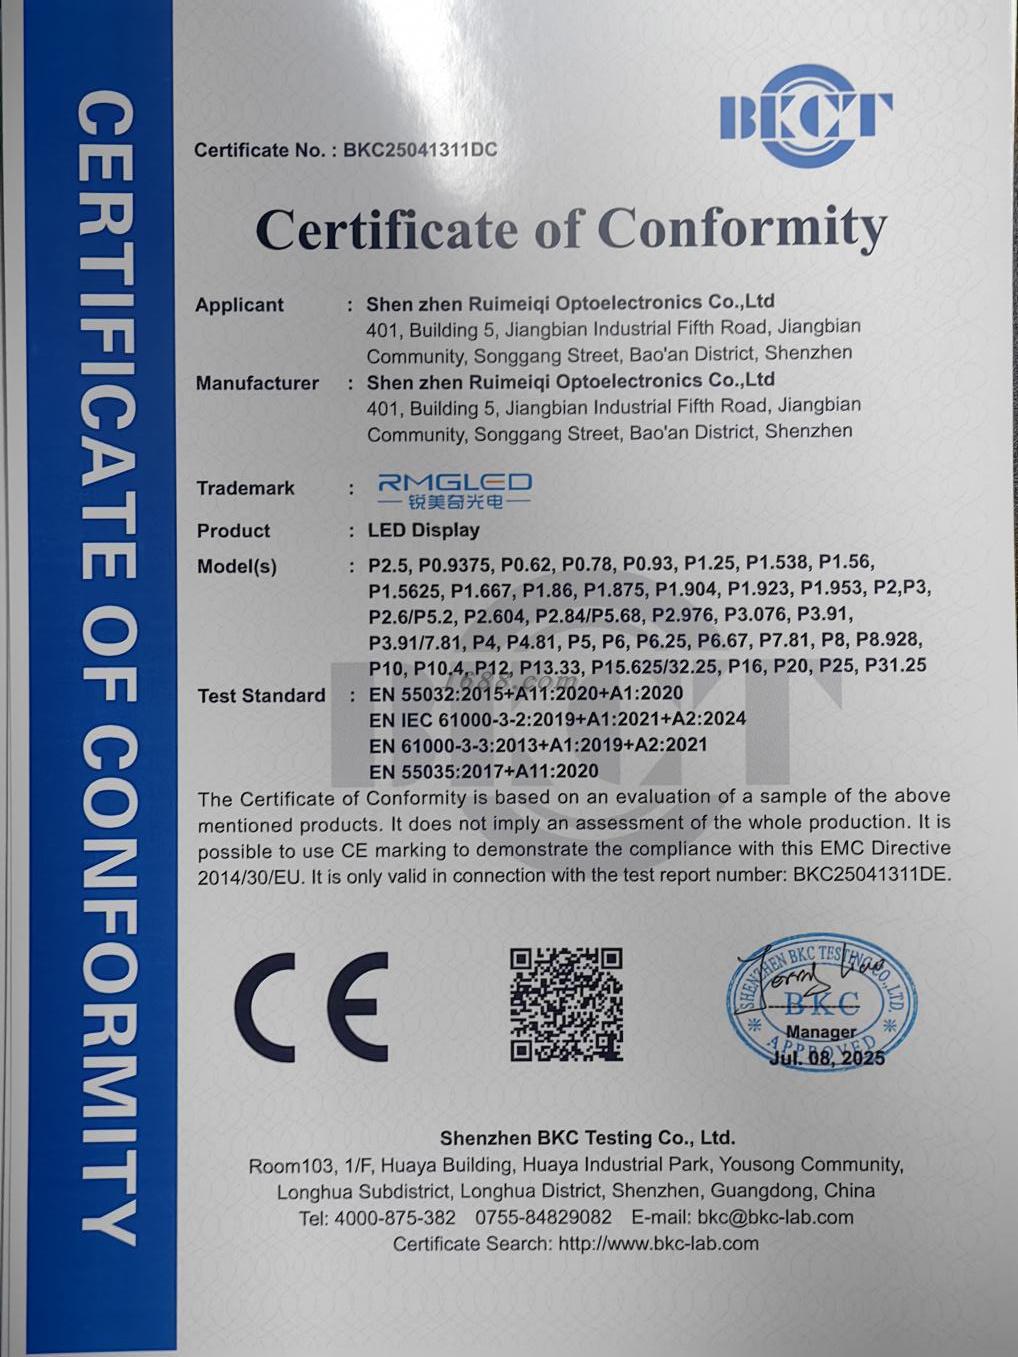 CERTIFICATE OF CONFORMITY
BKCT
Certificate No. : BKC25041311DC
Certificate of Conformity
Applicant : Shen zhen Ruimeiqi Optoelectronics Co.,Ltd
401, Building 5, Jiangbian Industrial Fifth Road, Jiangbian
Community, Songgang Street, Bao'an District, Shenzhen
Manufacturer : Shen zhen Ruimeiqi Optoelectronics Co.,Ltd
401, Building 5, Jiangbian Industrial Fifth Road, Jiangbian
Community, Songgang Street, Bao'an District, Shenzhen
Trademark : RMGLED
锐美奇光电
Product : LED Display
Model(s) : P2.5, P0.9375, P0.62, P0.78, P0.93, P1.25, P1.538, P1.56,
P1.5625, P1.667, P1.86, P1.875, P1.904, P1.923, P1.953, P2,P3,
P2.6/P5.2, P2.604, P2.84/P5.68, P2.976, P3.076, P3.91,
P3.91/7.81, P4, P4.81, P5, P6, P6.25, P6.67, P7.81, P8, P8.928,
P10, P10.4, P12, P13.33, P15.625/32.25, P16, P20, P25, P31.25
1688.com
Test Standard : EN 55032:2015+A11:2020+A1:2020
EN IEC 61000-3-2:2019+A1:2021+A2:2024
EN 61000-3-3:2013+A1:2019+A2:2021
EN 55035:2017+A11:2020
The Certificate of Conformity is based on an evaluation of a sample of the above
mentioned products. It does not imply an assessment of the whole production. It is
possible to use CE marking to demonstrate the compliance with this EMC Directive
2014/30/EU. It is only valid in connection with the test report number: BKC25041311DE.
CE
SHENZHEN BKC TESTING CO., LTD.
BKC
Manager
APPROVED
Jul. 08, 2025
Shenzhen BKC Testing Co., Ltd.
Room103, 1/F, Huaya Building, Huaya Industrial Park, Yousong Community,
Longhua Subdistrict, Longhua District, Shenzhen, Guangdong, China
Tel: 4000-875-382 0755-84829082 E-mail: bkc@bkc-lab.com
Certificate Search: http://www.bkc-lab.com